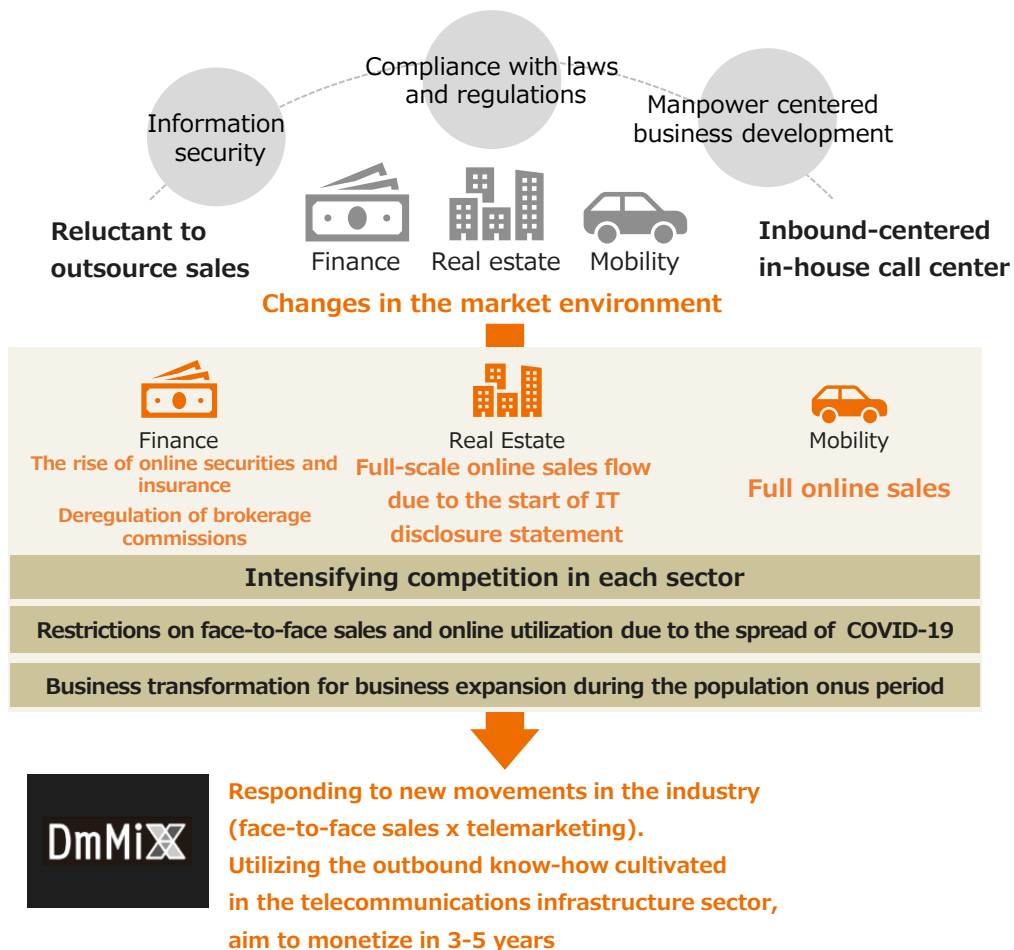 Compliance with laws
and regulations
Information
security
Manpower centered
business development
Reluctant to
outsource sales
Finance
Real estate
Mobility
Inbound-centered
in-house call center
Changes in the market environment
Finance
The rise of online securities and
insurance
Deregulation of brokerage
commissions
Real Estate
Full-scale online sales flow
due to the start of IT
disclosure statement
Mobility
Full online sales
Intensifying competition in each sector
Restrictions on face-to-face sales and online utilization due to the spread of COVID-19
Business transformation for business expansion during the population onus period
DmMiX
Responding to new movements in the industry
(face-to-face sales x telemarketing).
Utilizing the outbound know-how cultivated
in the telecommunications infrastructure sector,
aim to monetize in 3-5 years